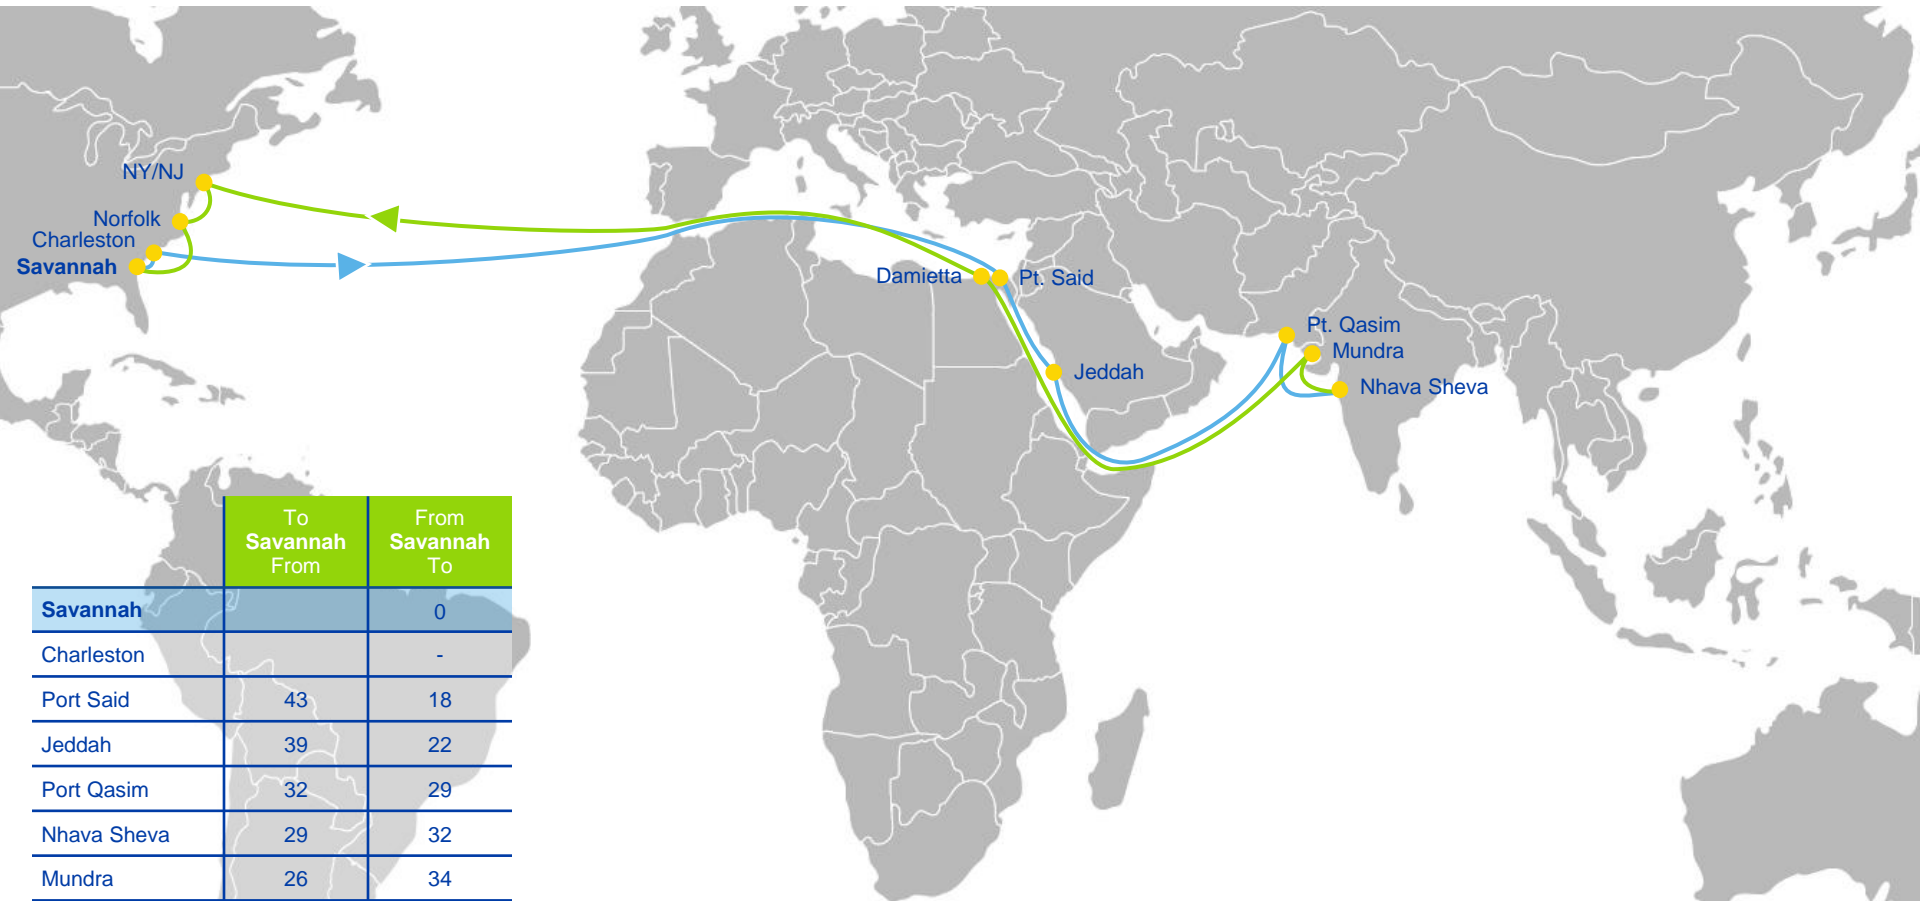 NY/NJ
Norfolk
Charleston
Savannah
Damietta
Pt. Said
Jeddah
Pt. Qasim
Mundra
Nhava Sheva
To Savannah From
From Savannah To
Savannah 0
Charleston -
Port Said 43 18
Jeddah 39 22
Port Qasim 32 29
Nhava Sheva 29 32
Mundra 26 34